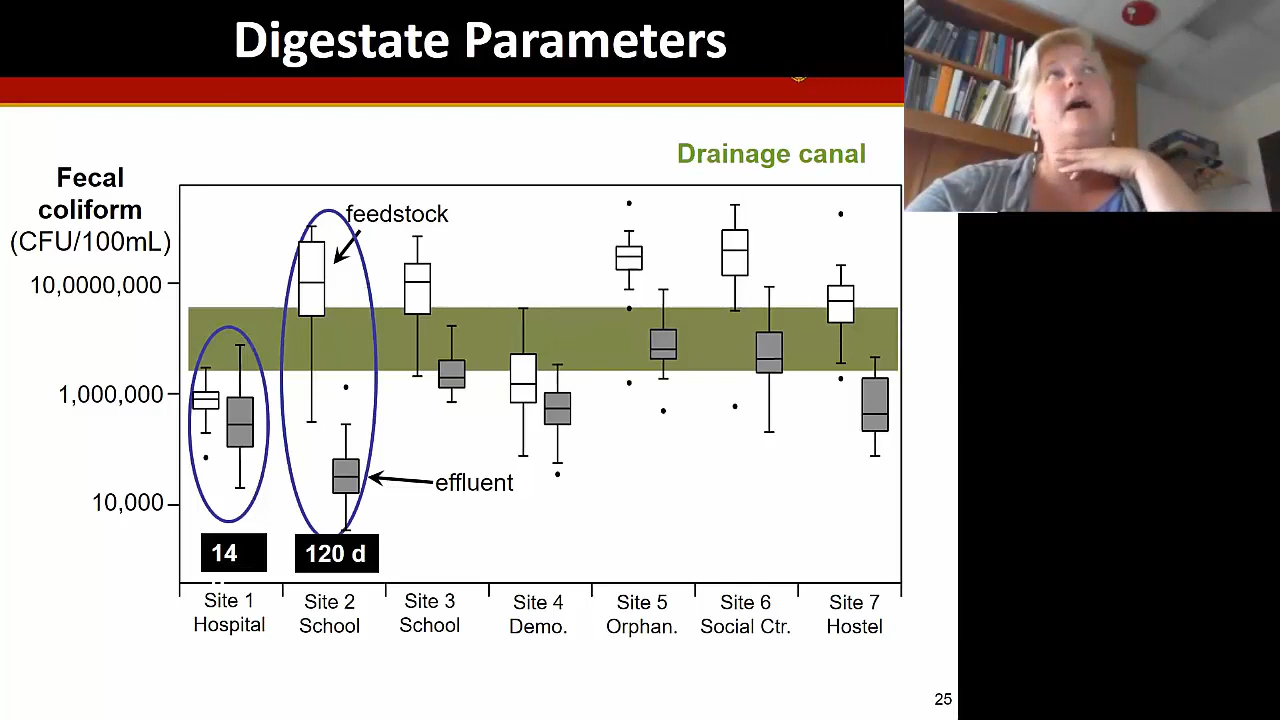 Digestate Parameters
Drainage canal
Fecal
coliform
(CFU/100mL)
feedstock
10,0000,000
1,000,000
effluent
10,000
14
120 d
Site 1
Hospital
Site 2
School
Site 3
School
Site 4
Demo.
Site 5
Orphan.
Site 6
Social Ctr.
Site 7
Hostel
25